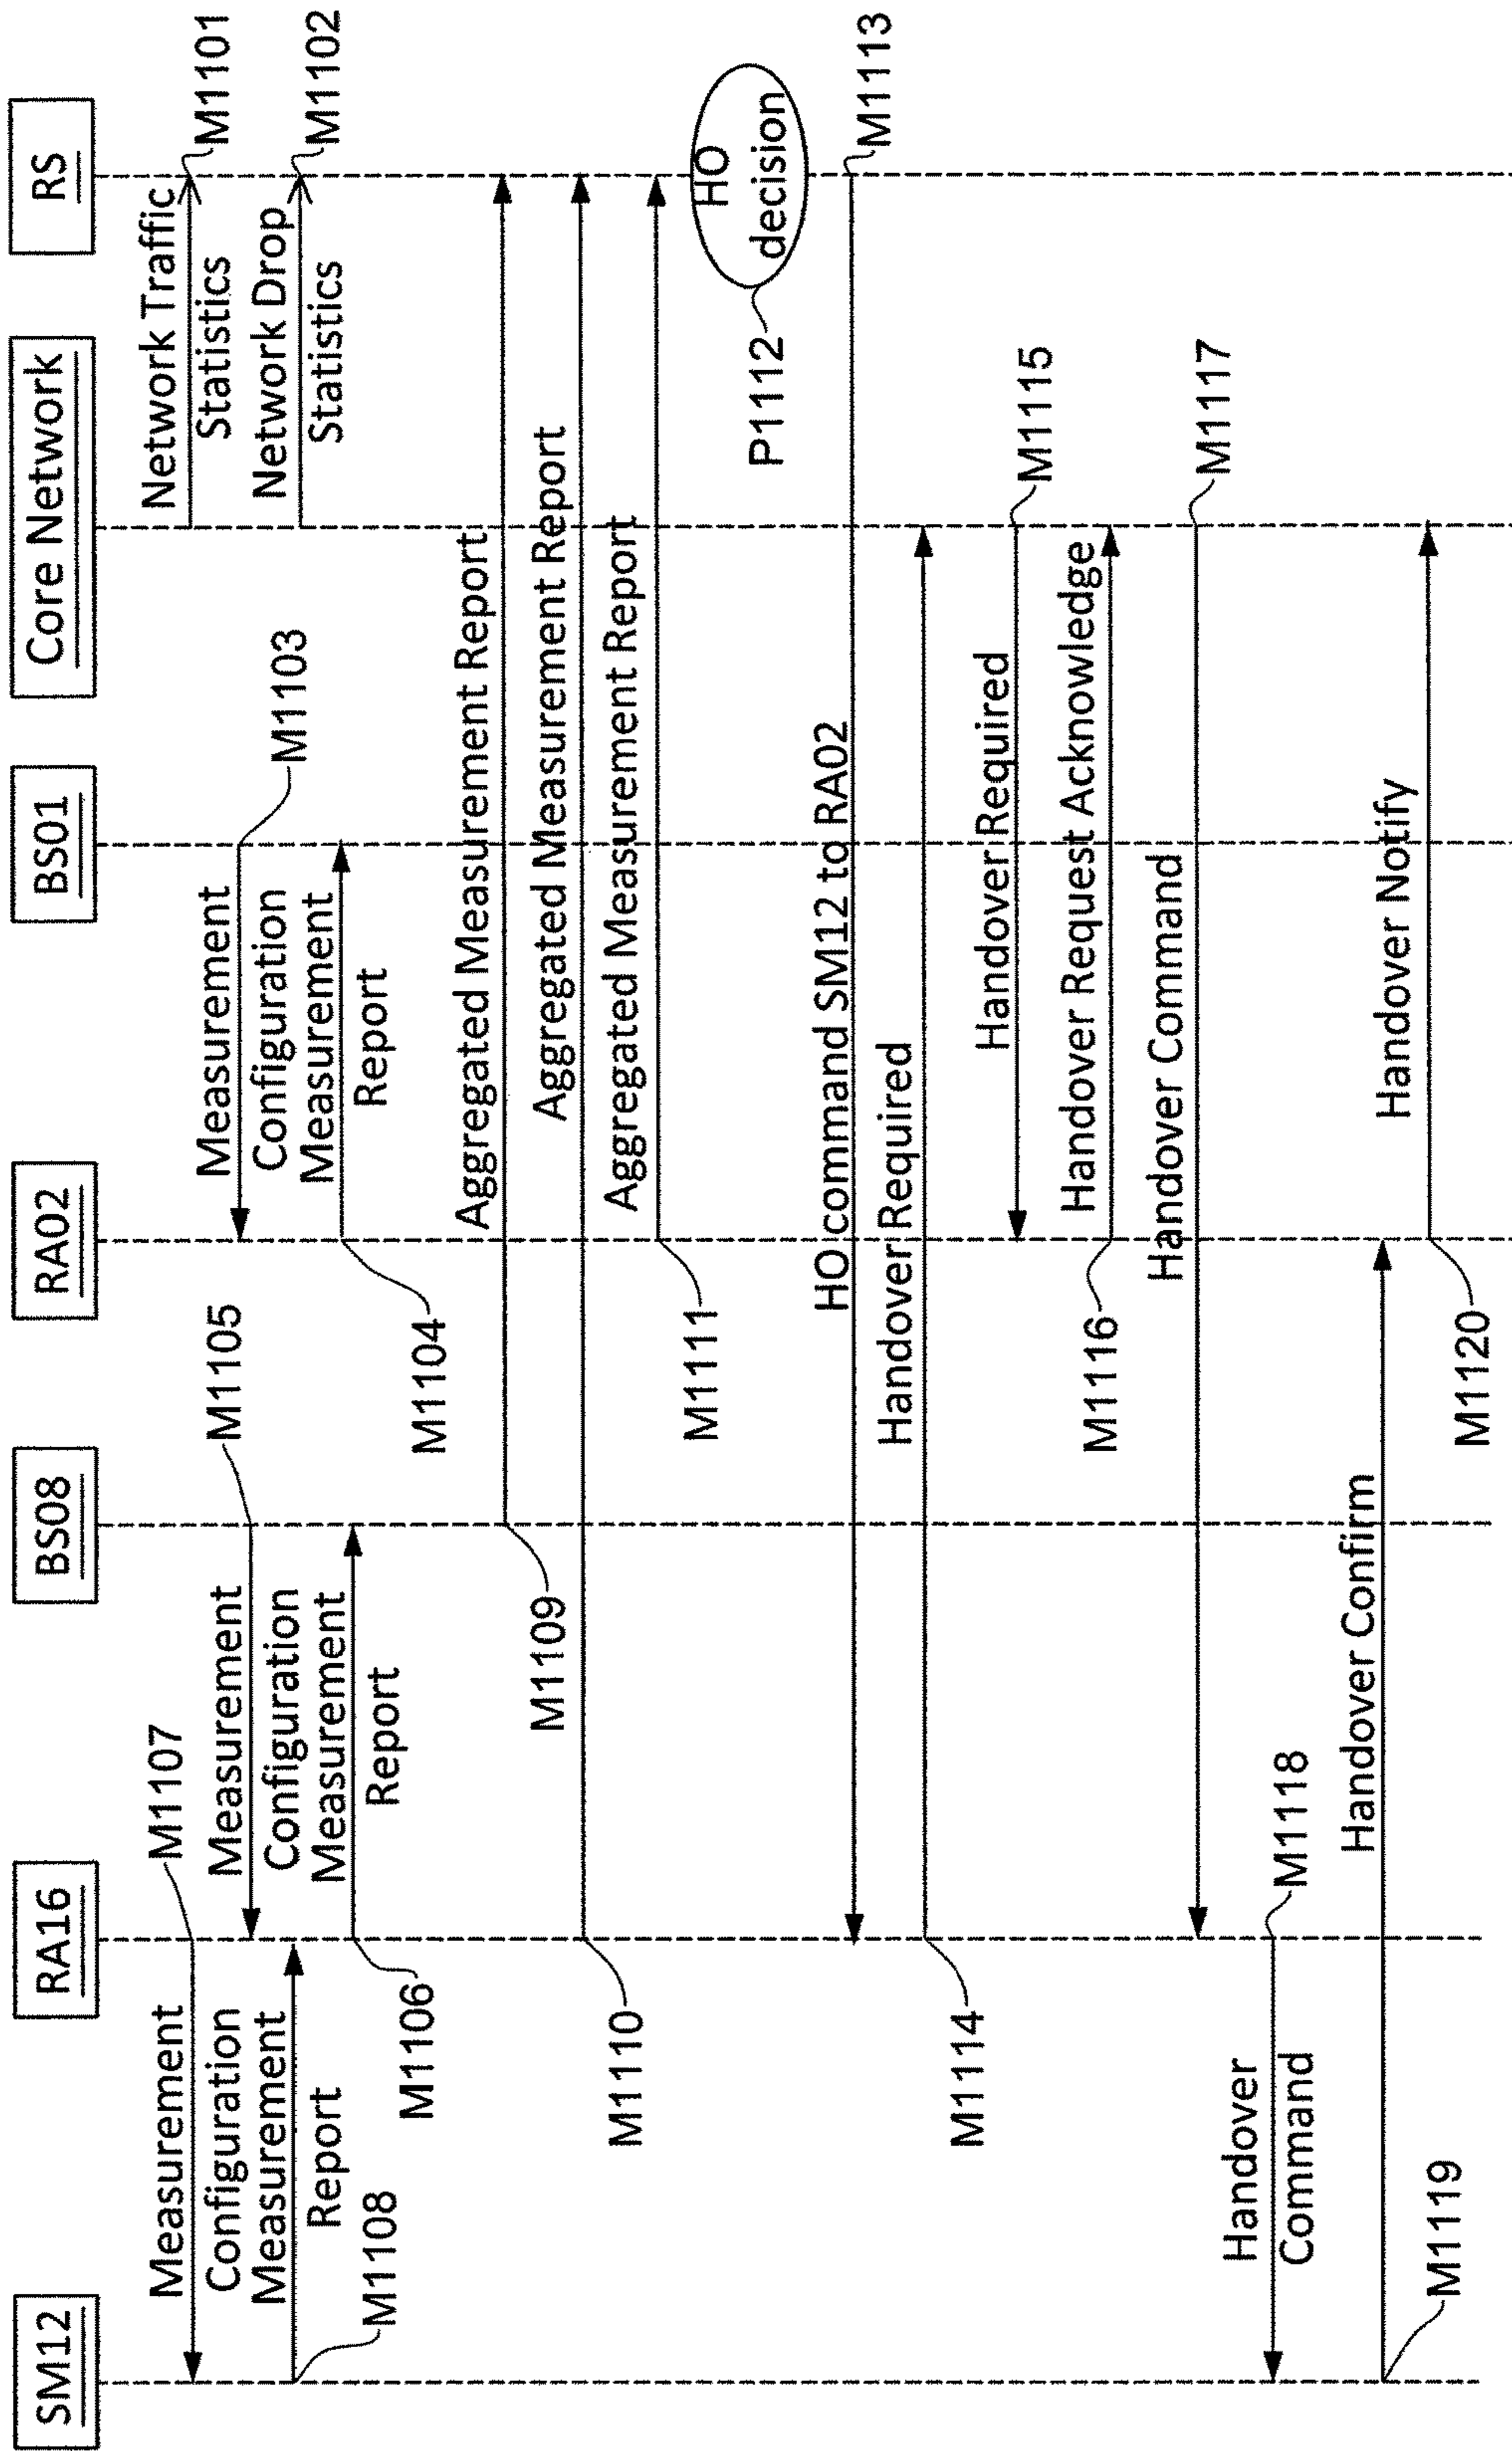 SM12
RA16
BS08
RA02
BS01
Core Network
RS
Network Traffic
Statistics
M1101
Network Drop
Statistics
M1102
M1103
Measurement
Configuration
Measurement
Report
M1104
M1105
Measurement
Configuration
Measurement
Report
M1106
M1107
Measurement
Configuration
Measurement
Report
M1108
Aggregated Measurement Report
M1109
Aggregated Measurement Report
M1110
Aggregated Measurement Report
M1111
HO
decision
P1112
HO command SM12 to RA02
M1113
Handover Required
M1114
Handover Required
M1115
Handover Request Acknowledge
M1116
Handover Command
M1117
Handover
Command
M1118
Handover Confirm
M1119
Handover Notify
M1120